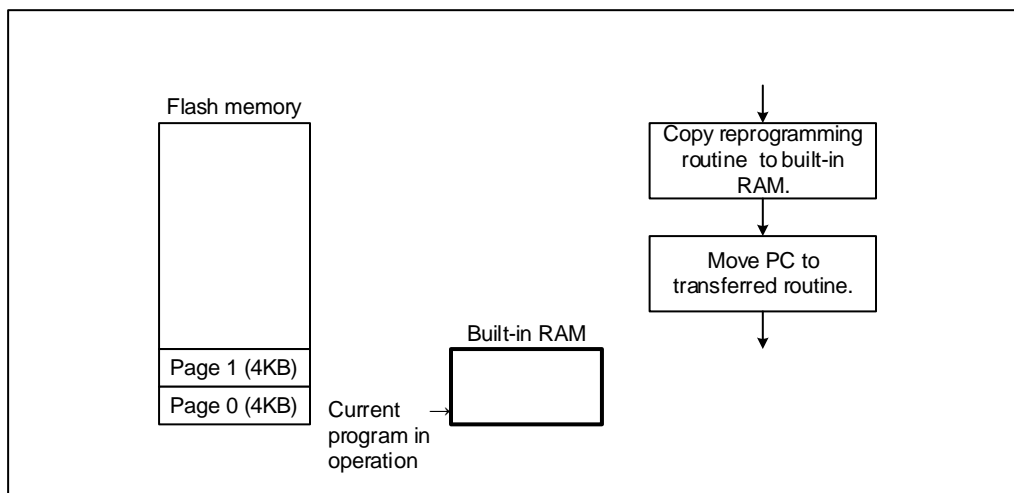 Flash memory
Page 1 (4KB)
Page 0 (4KB)
Built-in RAM
Current →
program in
operation
Copy reprogramming
routine to built-in
RAM.
Move PC to
transferred routine.